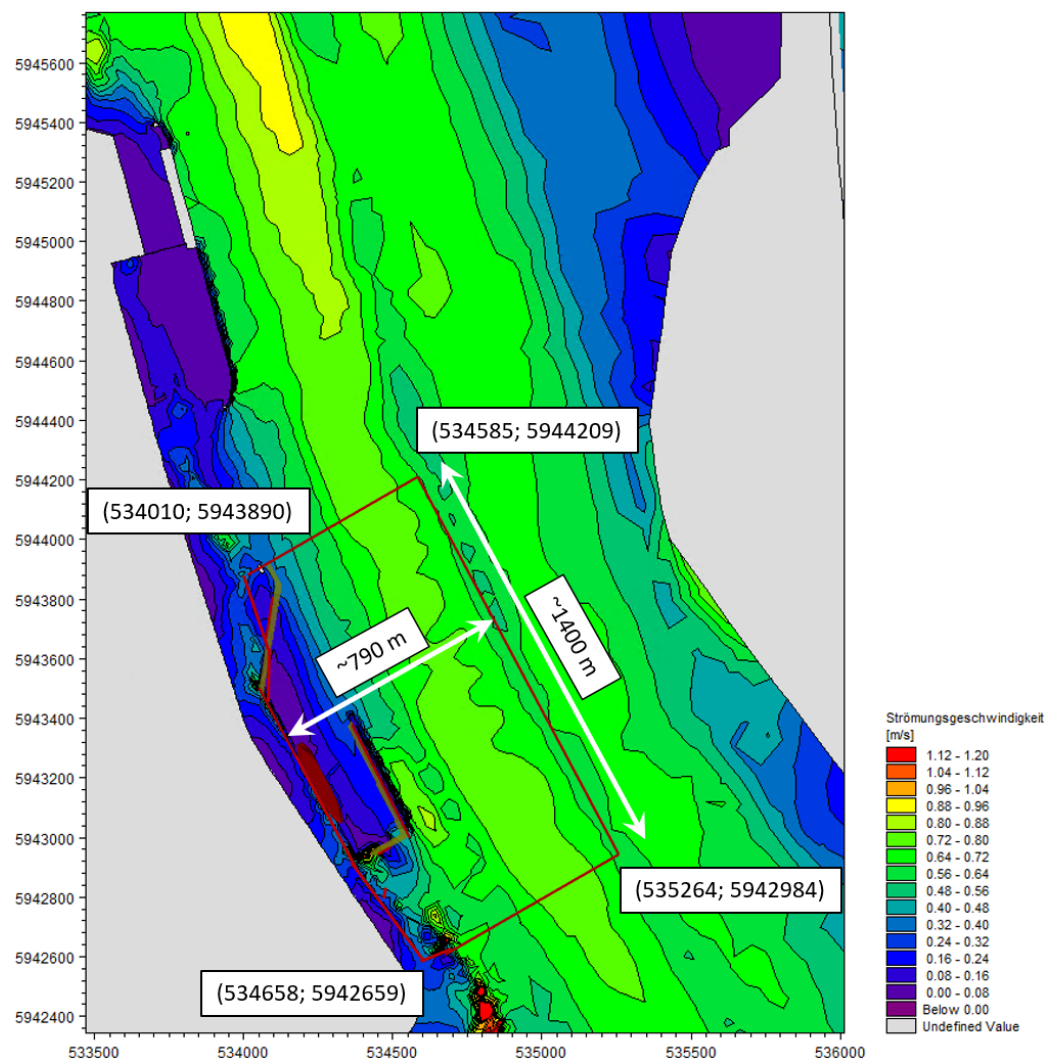 5945600
5945400
5945200
5945000
5944800
5944600
5944400
5944200
5944000
5943800
5943600
5943400
5943200
5943000
5942800
5942600
5942400
(534585; 5944209)
(534010; 5943890)
~790 m
~1400 m
(535264; 5942984)
(534658; 5942659)
533500
534000
534500
535000
535500
536000
Strömungsgeschwindigkeit
[m/s]
1.12 - 1.20
1.04 - 1.12
0.96 - 1.04
0.88 - 0.96
0.80 - 0.88
0.72 - 0.80
0.64 - 0.72
0.56 - 0.64
0.48 - 0.56
0.40 - 0.48
0.32 - 0.40
0.24 - 0.32
0.16 - 0.24
0.08 - 0.16
0.00 - 0.08
Below 0.00
Undefined Value